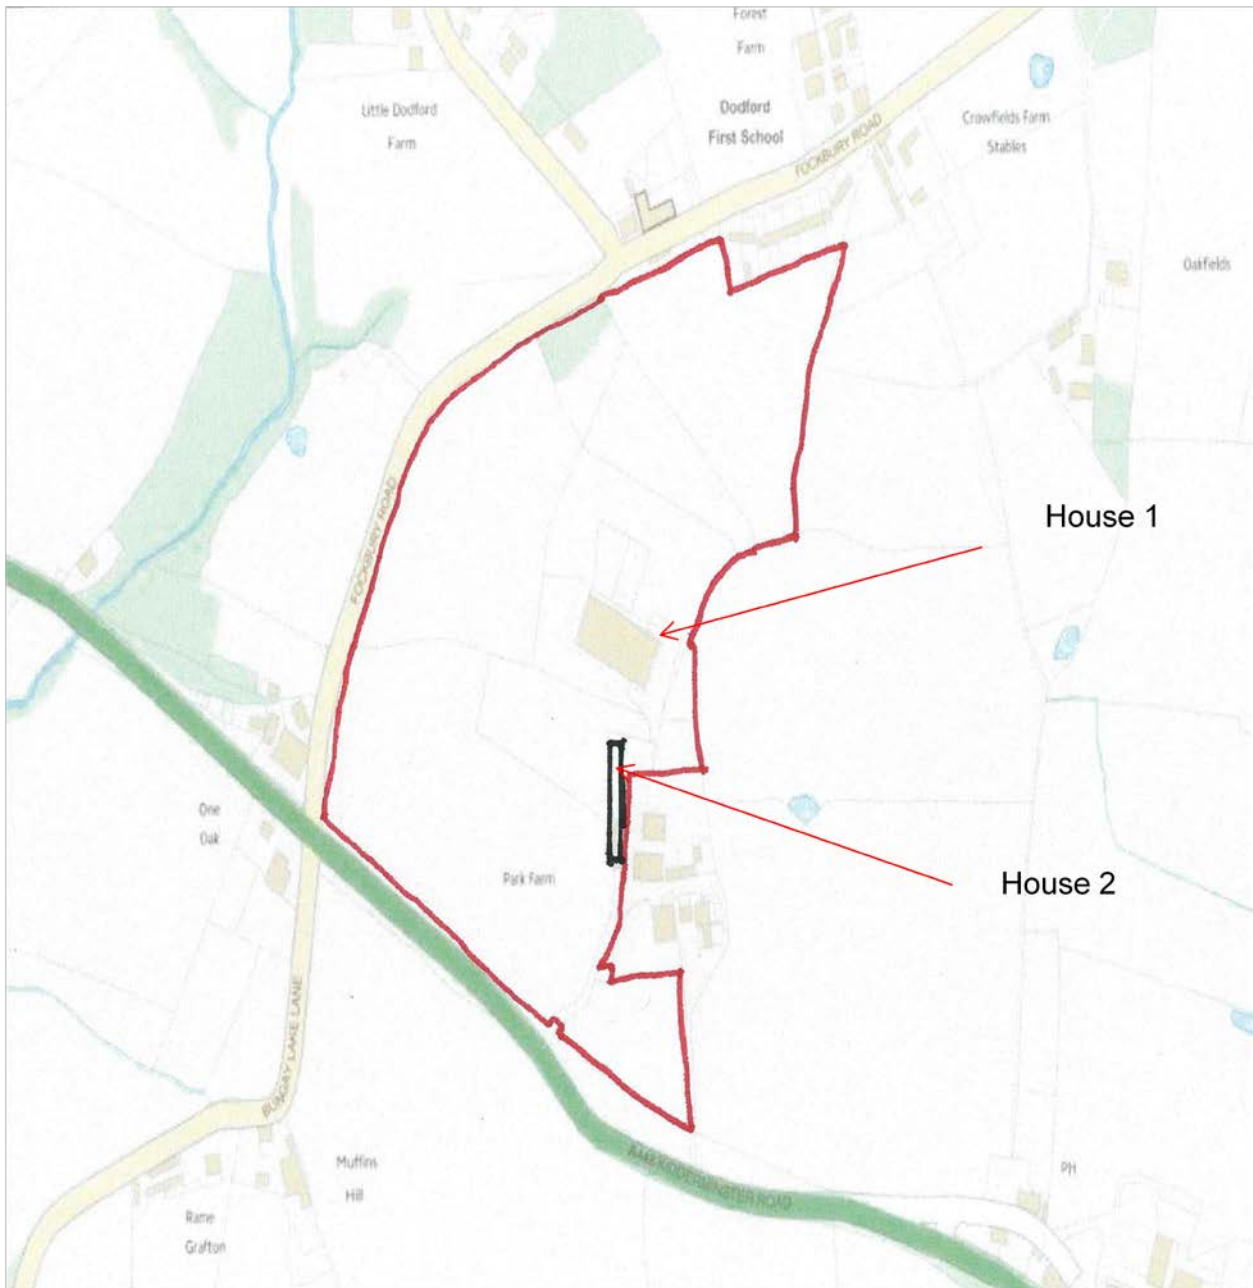 Forest
Farm
Little Dodford
Farm
Dodford
First School
FOCKBURY ROAD
Crowfields Farm
Stables
Oakfields
House 1
FOCKBURY ROAD
One
Oak
Park Farm
House 2
BUNGAY LAKE LANE
Muffins
Hill
A448 KIDDERMINSTER ROAD
PH
Rame
Grafton